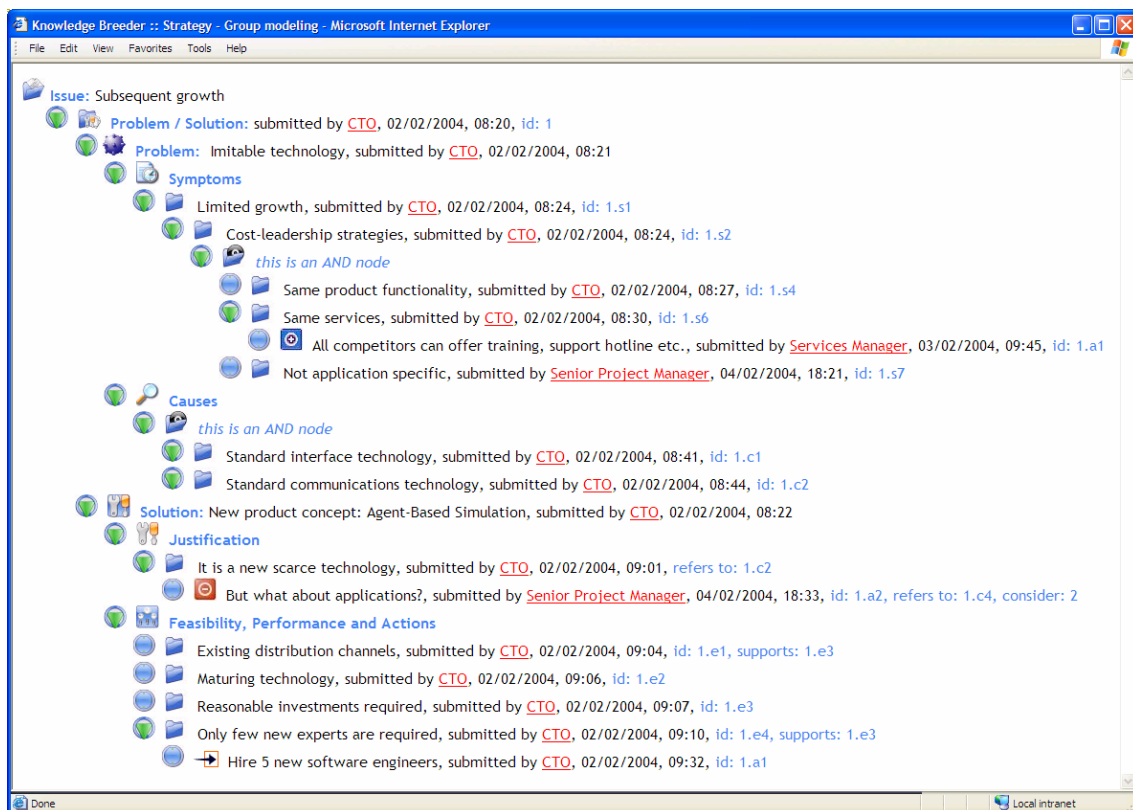 Knowledge Breeder :: Strategy - Group modeling - Microsoft Internet Explorer
File Edit View Favorites Tools Help
Issue: Subsequent growth
Problem / Solution: submitted by CTO, 02/02/2004, 08:20, id: 1
Problem: Imitable technology, submitted by CTO, 02/02/2004, 08:21
Symptoms
Limited growth, submitted by CTO, 02/02/2004, 08:24, id: 1.s1
Cost-leadership strategies, submitted by CTO, 02/02/2004, 08:24, id: 1.s2
this is an AND node
Same product functionality, submitted by CTO, 02/02/2004, 08:27, id: 1.s4
Same services, submitted by CTO, 02/02/2004, 08:30, id: 1.s6
All competitors can offer training, support hotline etc., submitted by Services Manager, 03/02/2004, 09:45, id: 1.a1
Not application specific, submitted by Senior Project Manager, 04/02/2004, 18:21, id: 1.s7
Causes
this is an AND node
Standard interface technology, submitted by CTO, 02/02/2004, 08:41, id: 1.c1
Standard communications technology, submitted by CTO, 02/02/2004, 08:44, id: 1.c2
Solution: New product concept: Agent-Based Simulation, submitted by CTO, 02/02/2004, 08:22
Justification
It is a new scarce technology, submitted by CTO, 02/02/2004, 09:01, refers to: 1.c2
But what about applications?, submitted by Senior Project Manager, 04/02/2004, 18:33, id: 1.a2, refers to: 1.c4, consider: 2
Feasibility, Performance and Actions
Existing distribution channels, submitted by CTO, 02/02/2004, 09:04, id: 1.e1, supports: 1.e3
Maturing technology, submitted by CTO, 02/02/2004, 09:06, id: 1.e2
Reasonable investments required, submitted by CTO, 02/02/2004, 09:07, id: 1.e3
Only few new experts are required, submitted by CTO, 02/02/2004, 09:10, id: 1.e4, supports: 1.e3
Hire 5 new software engineers, submitted by CTO, 02/02/2004, 09:32, id: 1.a1
Done
Local intranet